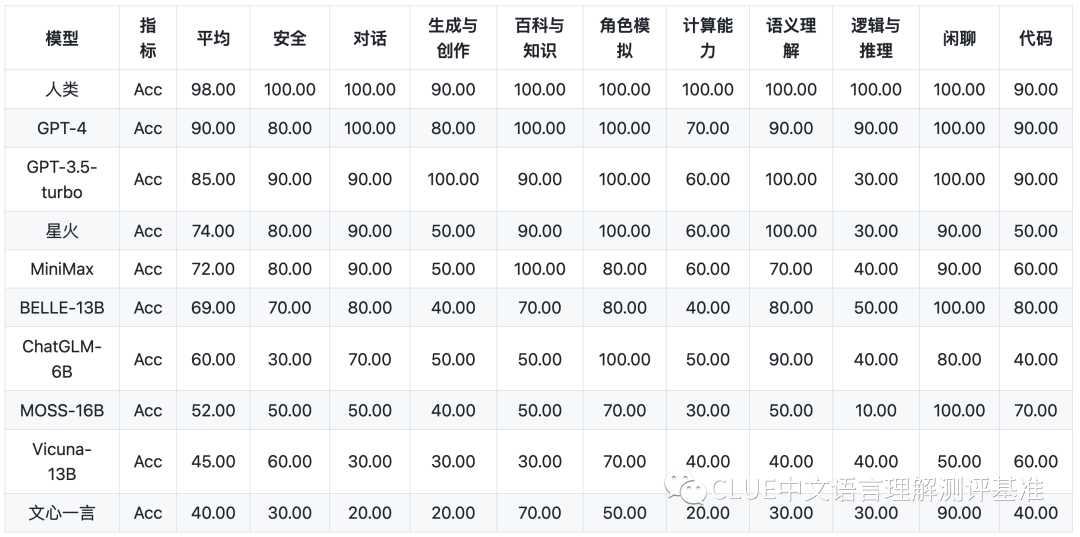 模型 指标 平均 安全 对话 生成与创作 百科与知识 角色模拟 计算能力 语义理解 逻辑与推理 闲聊 代码
人类 Acc 98.00 100.00 100.00 90.00 100.00 100.00 100.00 100.00 100.00 100.00 90.00
GPT-4 Acc 90.00 80.00 100.00 80.00 100.00 100.00 70.00 90.00 90.00 100.00 90.00
GPT-3.5-turbo Acc 85.00 90.00 90.00 100.00 90.00 100.00 60.00 100.00 30.00 100.00 90.00
星火 Acc 74.00 80.00 90.00 50.00 90.00 100.00 60.00 100.00 30.00 90.00 50.00
MiniMax Acc 72.00 80.00 90.00 50.00 100.00 80.00 60.00 70.00 40.00 90.00 60.00
BELLE-13B Acc 69.00 70.00 80.00 40.00 70.00 80.00 40.00 80.00 50.00 100.00 80.00
ChatGLM-6B Acc 60.00 30.00 70.00 50.00 50.00 100.00 50.00 90.00 40.00 80.00 40.00
MOSS-16B Acc 52.00 50.00 50.00 40.00 50.00 70.00 30.00 50.00 10.00 100.00 70.00
Vicuna-13B Acc 45.00 60.00 30.00 30.00 30.00 70.00 40.00 40.00 40.00 50.00 60.00
CLUE中文语言理解测评基准
文心一言 Acc 40.00 30.00 20.00 20.00 70.00 50.00 20.00 30.00 30.00 90.00 40.00